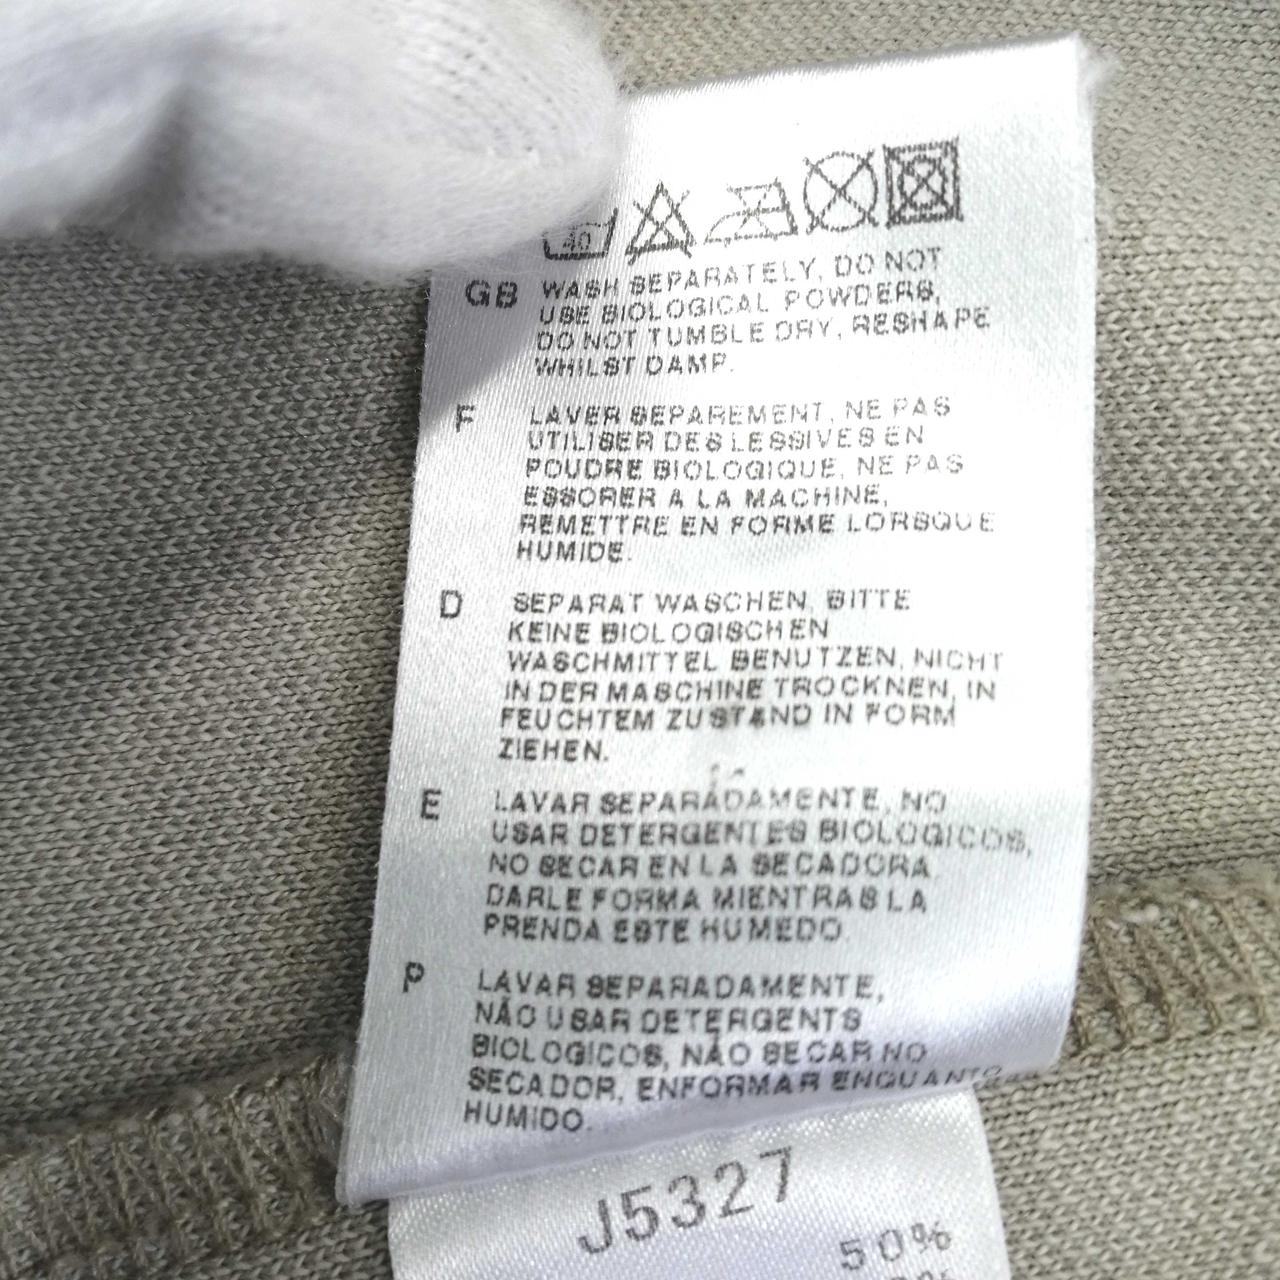 40
GB WASH SEPARATELY, DO NOT
USE BIOLOGICAL POWDERS,
DO NOT TUMBLE DRY, RESHAPE
WHILST DAMP.
F LAVER SEPAREMENT, NE PAS
UTILISER DES LESSIVES EN
POUDRE BIOLOGIQUE, NE PAS
ESSORER A LA MACHINE,
REMETTRE EN FORME LORSQUE
HUMIDE.
D SEPARAT WASCHEN, BITTE
KEINE BIOLOGISCHEN
WASCHMITTEL BENUTZEN, NICHT
IN DER MASCHINE TROCKNEN, IN
FEUCHTEM ZUSTAND IN FORM
ZIEHEN.
E LAVAR SEPARADAMENTE, NO
USAR DETERGENTES BIOLOGICOS,
NO SECAR EN LA SECADORA
DARLE FORMA MIENTRAS LA
PRENDA ESTE HUMEDO.
P LAVAR SEPARADAMENTE,
NÃO USAR DETERGENTS
BIOLOGICOS, NÃO SECAR NO
SECADOR, ENFORMAR ENQUANTO
HUMIDO.
J5327
50%